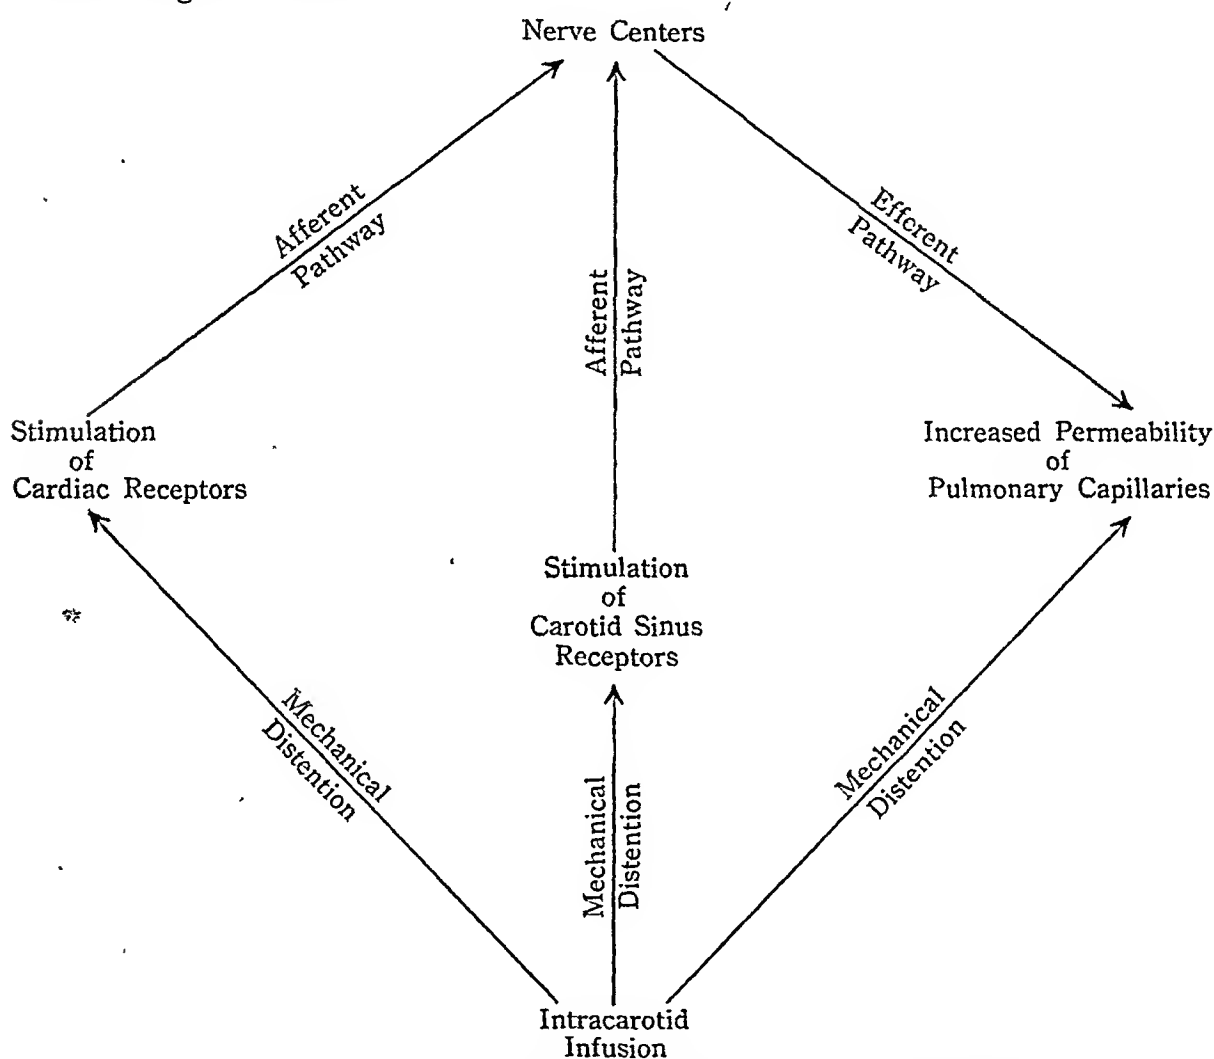 Nerve Centers
Afferent
Pathway
Efferent
Pathway
Afferent
Pathway
Stimulation
of
Cardiac Receptors
Increased Permeability
of
Pulmonary Capillaries
Stimulation
of
Carotid Sinus
Receptors
Mechanical
Distention
Mechanical
Distention
Mechanical
Distention
Intracarotid
Infusion